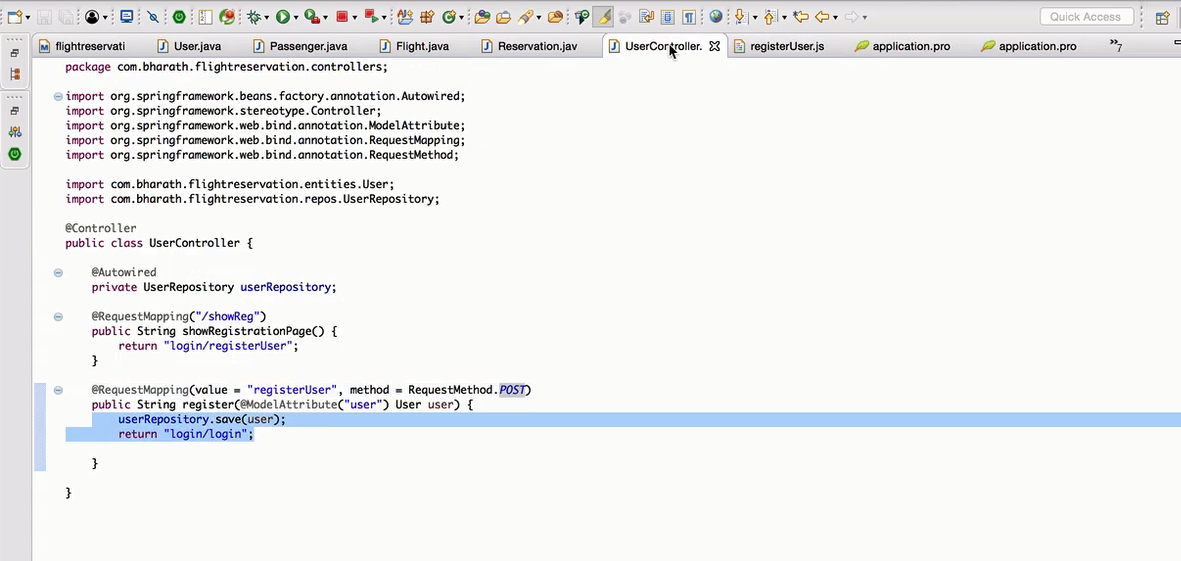 Quick Access
flightreservati User.java Passenger.java Flight.java Reservation.jav UserController. registerUser.js application.pro application.pro »7
package com.bharath.flightreservation.controllers;
import org.springframework.beans.factory.annotation.Autowired;
import org.springframework.stereotype.Controller;
import org.springframework.web.bind.annotation.ModelAttribute;
import org.springframework.web.bind.annotation.RequestMapping;
import org.springframework.web.bind.annotation.RequestMethod;
import com.bharath.flightreservation.entities.User;
import com.bharath.flightreservation.repos.UserRepository;
@Controller
public class UserController {
@Autowired
private UserRepository userRepository;
@RequestMapping("/showReg")
public String showRegistrationPage() {
return "login/registerUser";
}
@RequestMapping(value = "registerUser", method = RequestMethod.POST)
public String register(@ModelAttribute("user") User user) {
userRepository.save(user);
return "login/login";
}
}